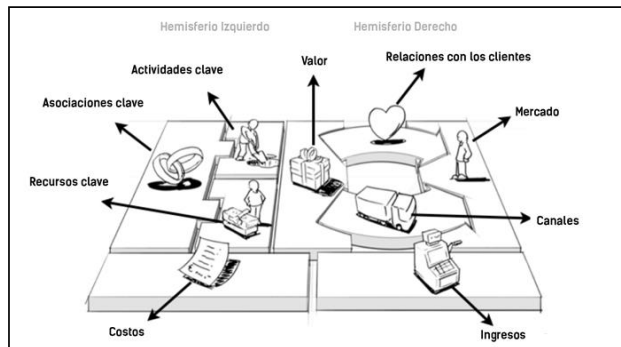 Hemisferio Izquierdo
Hemisferio Derecho
Valor
Relaciones con los clientes
Actividades clave
Asociaciones clave
Mercado
Recursos clave
Canales
Costos
Ingresos